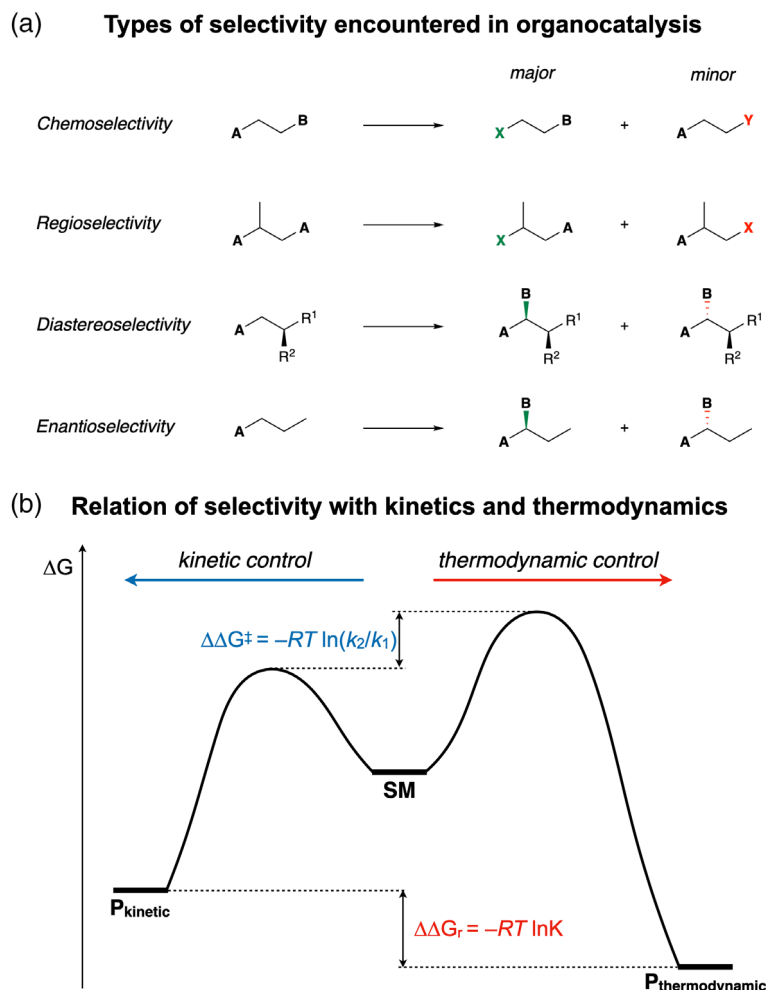 (a) Types of selectivity encountered in organocatalysis
major minor
Chemoselectivity A B X B + A Y
Regioselectivity A A X A + A X
Diastereoselectivity A R¹ R² B A R¹ R² + B A R¹ R²
Enantioselectivity A B A + B A
(b) Relation of selectivity with kinetics and thermodynamics
ΔG kinetic control thermodynamic control
ΔΔG‡ = –RT ln(k₂/k₁)
SM
Pkinetic
ΔΔGr = –RT lnK
Pthermodynamic